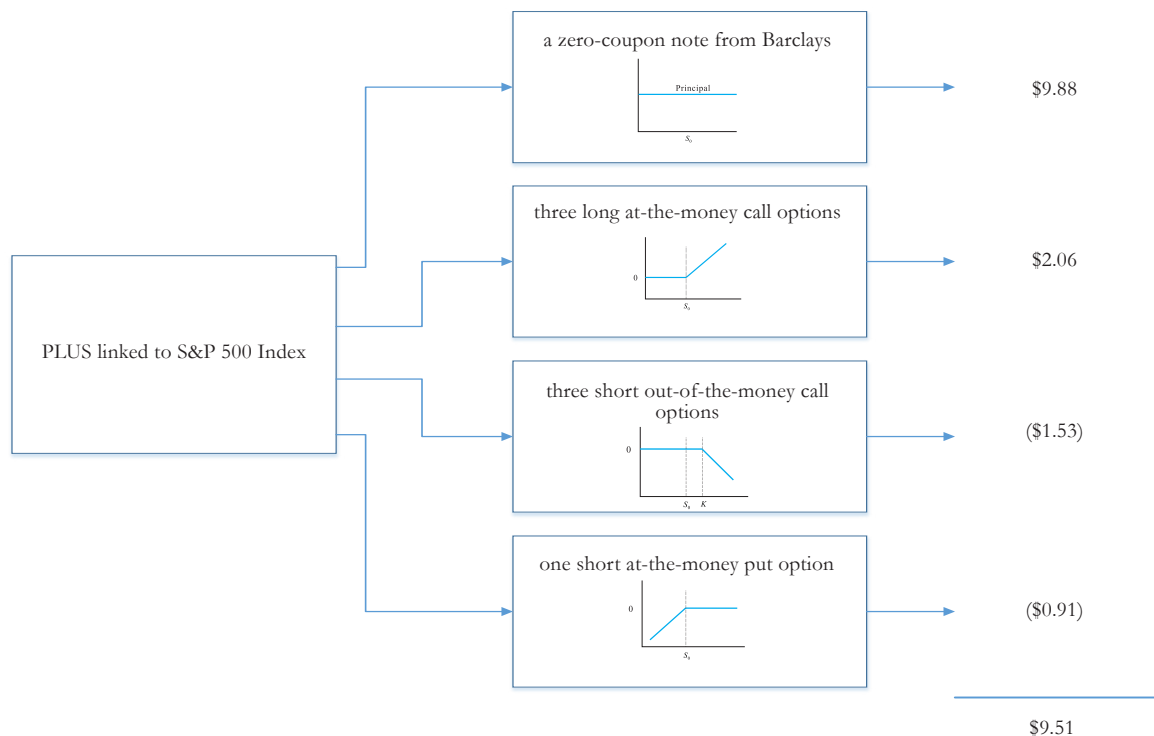 a zero-coupon note from Barclays
Principal
S₀
$9.88
three long at-the-money call options
0
S₀
$2.06
PLUS linked to S&P 500 Index
three short out-of-the-money call
options
0
S₀ K
($1.53)
one short at-the-money put option
0
S₀
($0.91)
$9.51